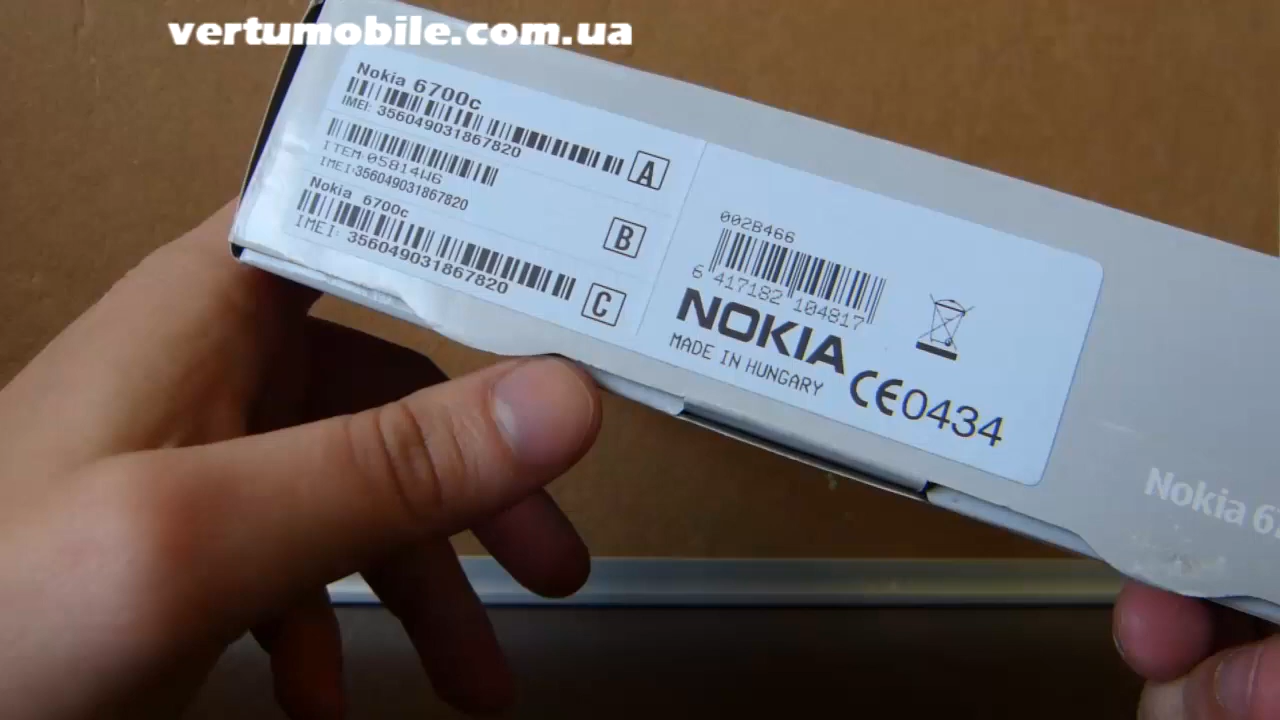 vertumobile.com.ua
Nokia 6700c
IMEI: 356049031867820
A
ITEM 05814W6
IMEI:356049031867820
B
Nokia 6700c
IMEI: 356049031867820
C
002B466
6 417182 104817
NOKIA
MADE IN HUNGARY
CE0434
Nokia 67